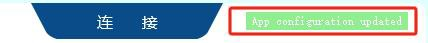 连 接
App configuration updated